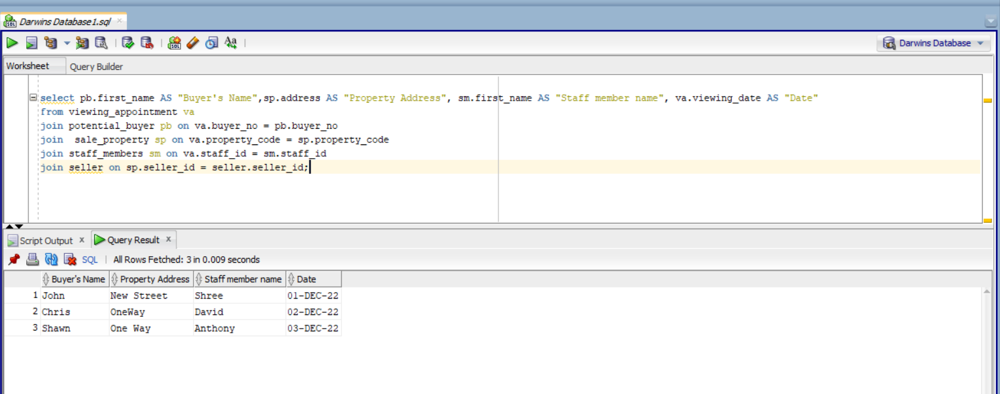 Darwins Database1.sql
Darwins Database
Worksheet Query Builder
select pb.first_name AS "Buyer's Name",sp.address AS "Property Address", sm.first_name AS "Staff member name", va.viewing_date AS "Date"
from viewing_appointment va
join potential_buyer pb on va.buyer_no = pb.buyer_no
join  sale_property sp on va.property_code = sp.property_code
join staff_members sm on va.staff_id = sm.staff_id
join seller on sp.seller_id = seller.seller_id;
Script Output x Query Result x
SQL | All Rows Fetched: 3 in 0.009 seconds
Buyer's Name Property Address Staff member name Date
1 John New Street Shree 01-DEC-22
2 Chris OneWay David 02-DEC-22
3 Shawn One Way Anthony 03-DEC-22